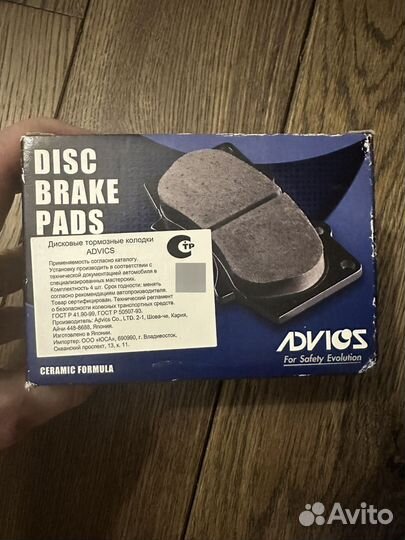 DISC
BRAKE
PADS
Дисковые тормозные колодки
ADVICS
Применяемость согласно каталогу.
Установку производить в соответствии с
технической документацией автомобиля в
специализированных мастерских.
Комплектность 4 шт. Срок годности: менять
согласно рекомендациям автопроизводителя.
Товар сертифицирован. Технический регламент
о безопасности колесных транспортных средств.
ГОСТ Р 41.90-99, ГОСТ Р 50507-93.
Производитель: Advics Co., LTD. 2-1, Шова-че, Кария,
Айчи 448-8688, Япония.
Изготовлено в Японии.
Импортер: ООО «ЮСА», 690990, г. Владивосток,
Океанский проспект, 13, к. 11.
СТР
ADVICS
For Safety Evolution
CERAMIC FORMULA
Avito